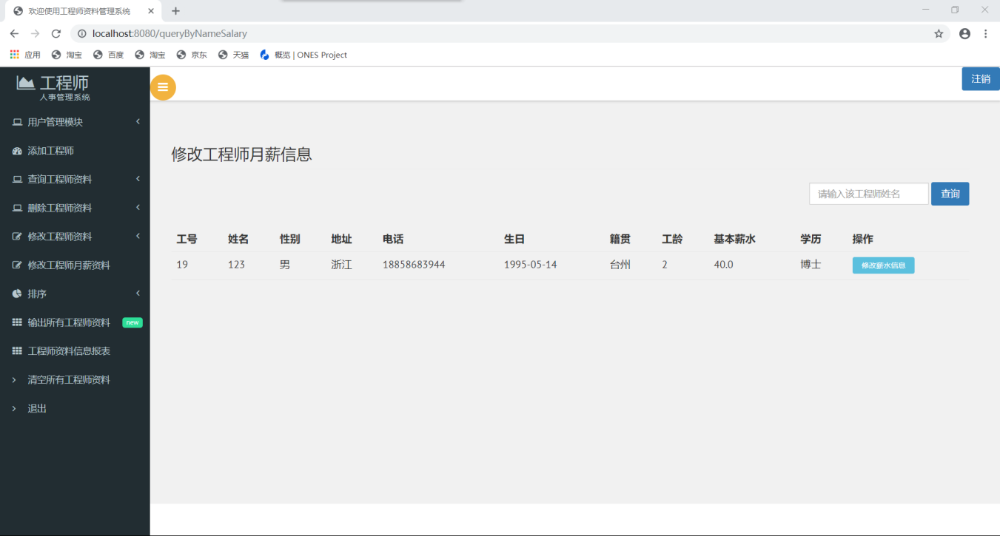 欢迎使用工程师资料管理系统
localhost:8080/queryByNameSalary
应用 淘宝 百度 淘宝 京东 天猫 概览 | ONES Project
工程师
人事管理系统
注销
用户管理模块
添加工程师
查询工程师资料
删除工程师资料
修改工程师资料
修改工程师月薪资料
排序
输出所有工程师资料 new
工程师资料信息报表
清空所有工程师资料
退出
修改工程师月薪信息
请输入该工程师姓名 查询
工号 姓名 性别 地址 电话 生日 籍贯 工龄 基本薪水 学历 操作
19 123 男 浙江 18858683944 1995-05-14 台州 2 40.0 博士 修改薪水信息